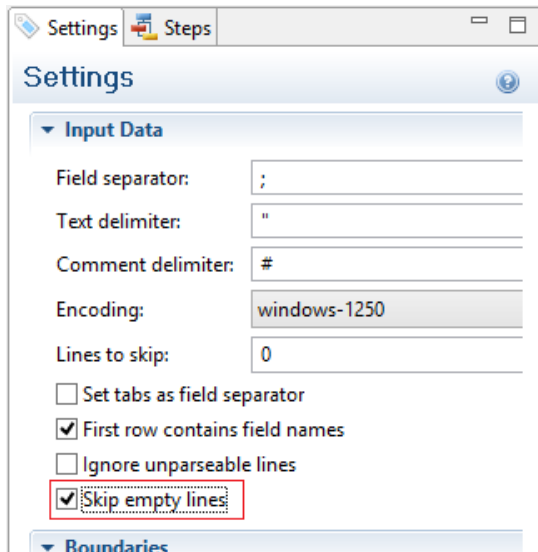 Settings Steps
Settings
Input Data
Field separator: ;
Text delimiter: "
Comment delimiter: #
Encoding: windows-1250
Lines to skip: 0
Set tabs as field separator
First row contains field names
Ignore unparseable lines
Skip empty lines
Boundaries